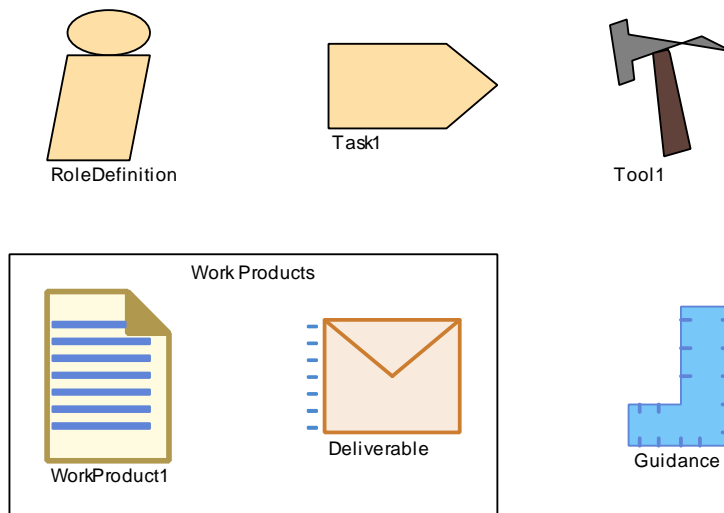 RoleDefinition
Task1
Tool1
Work Products
WorkProduct1
Deliverable
Guidance